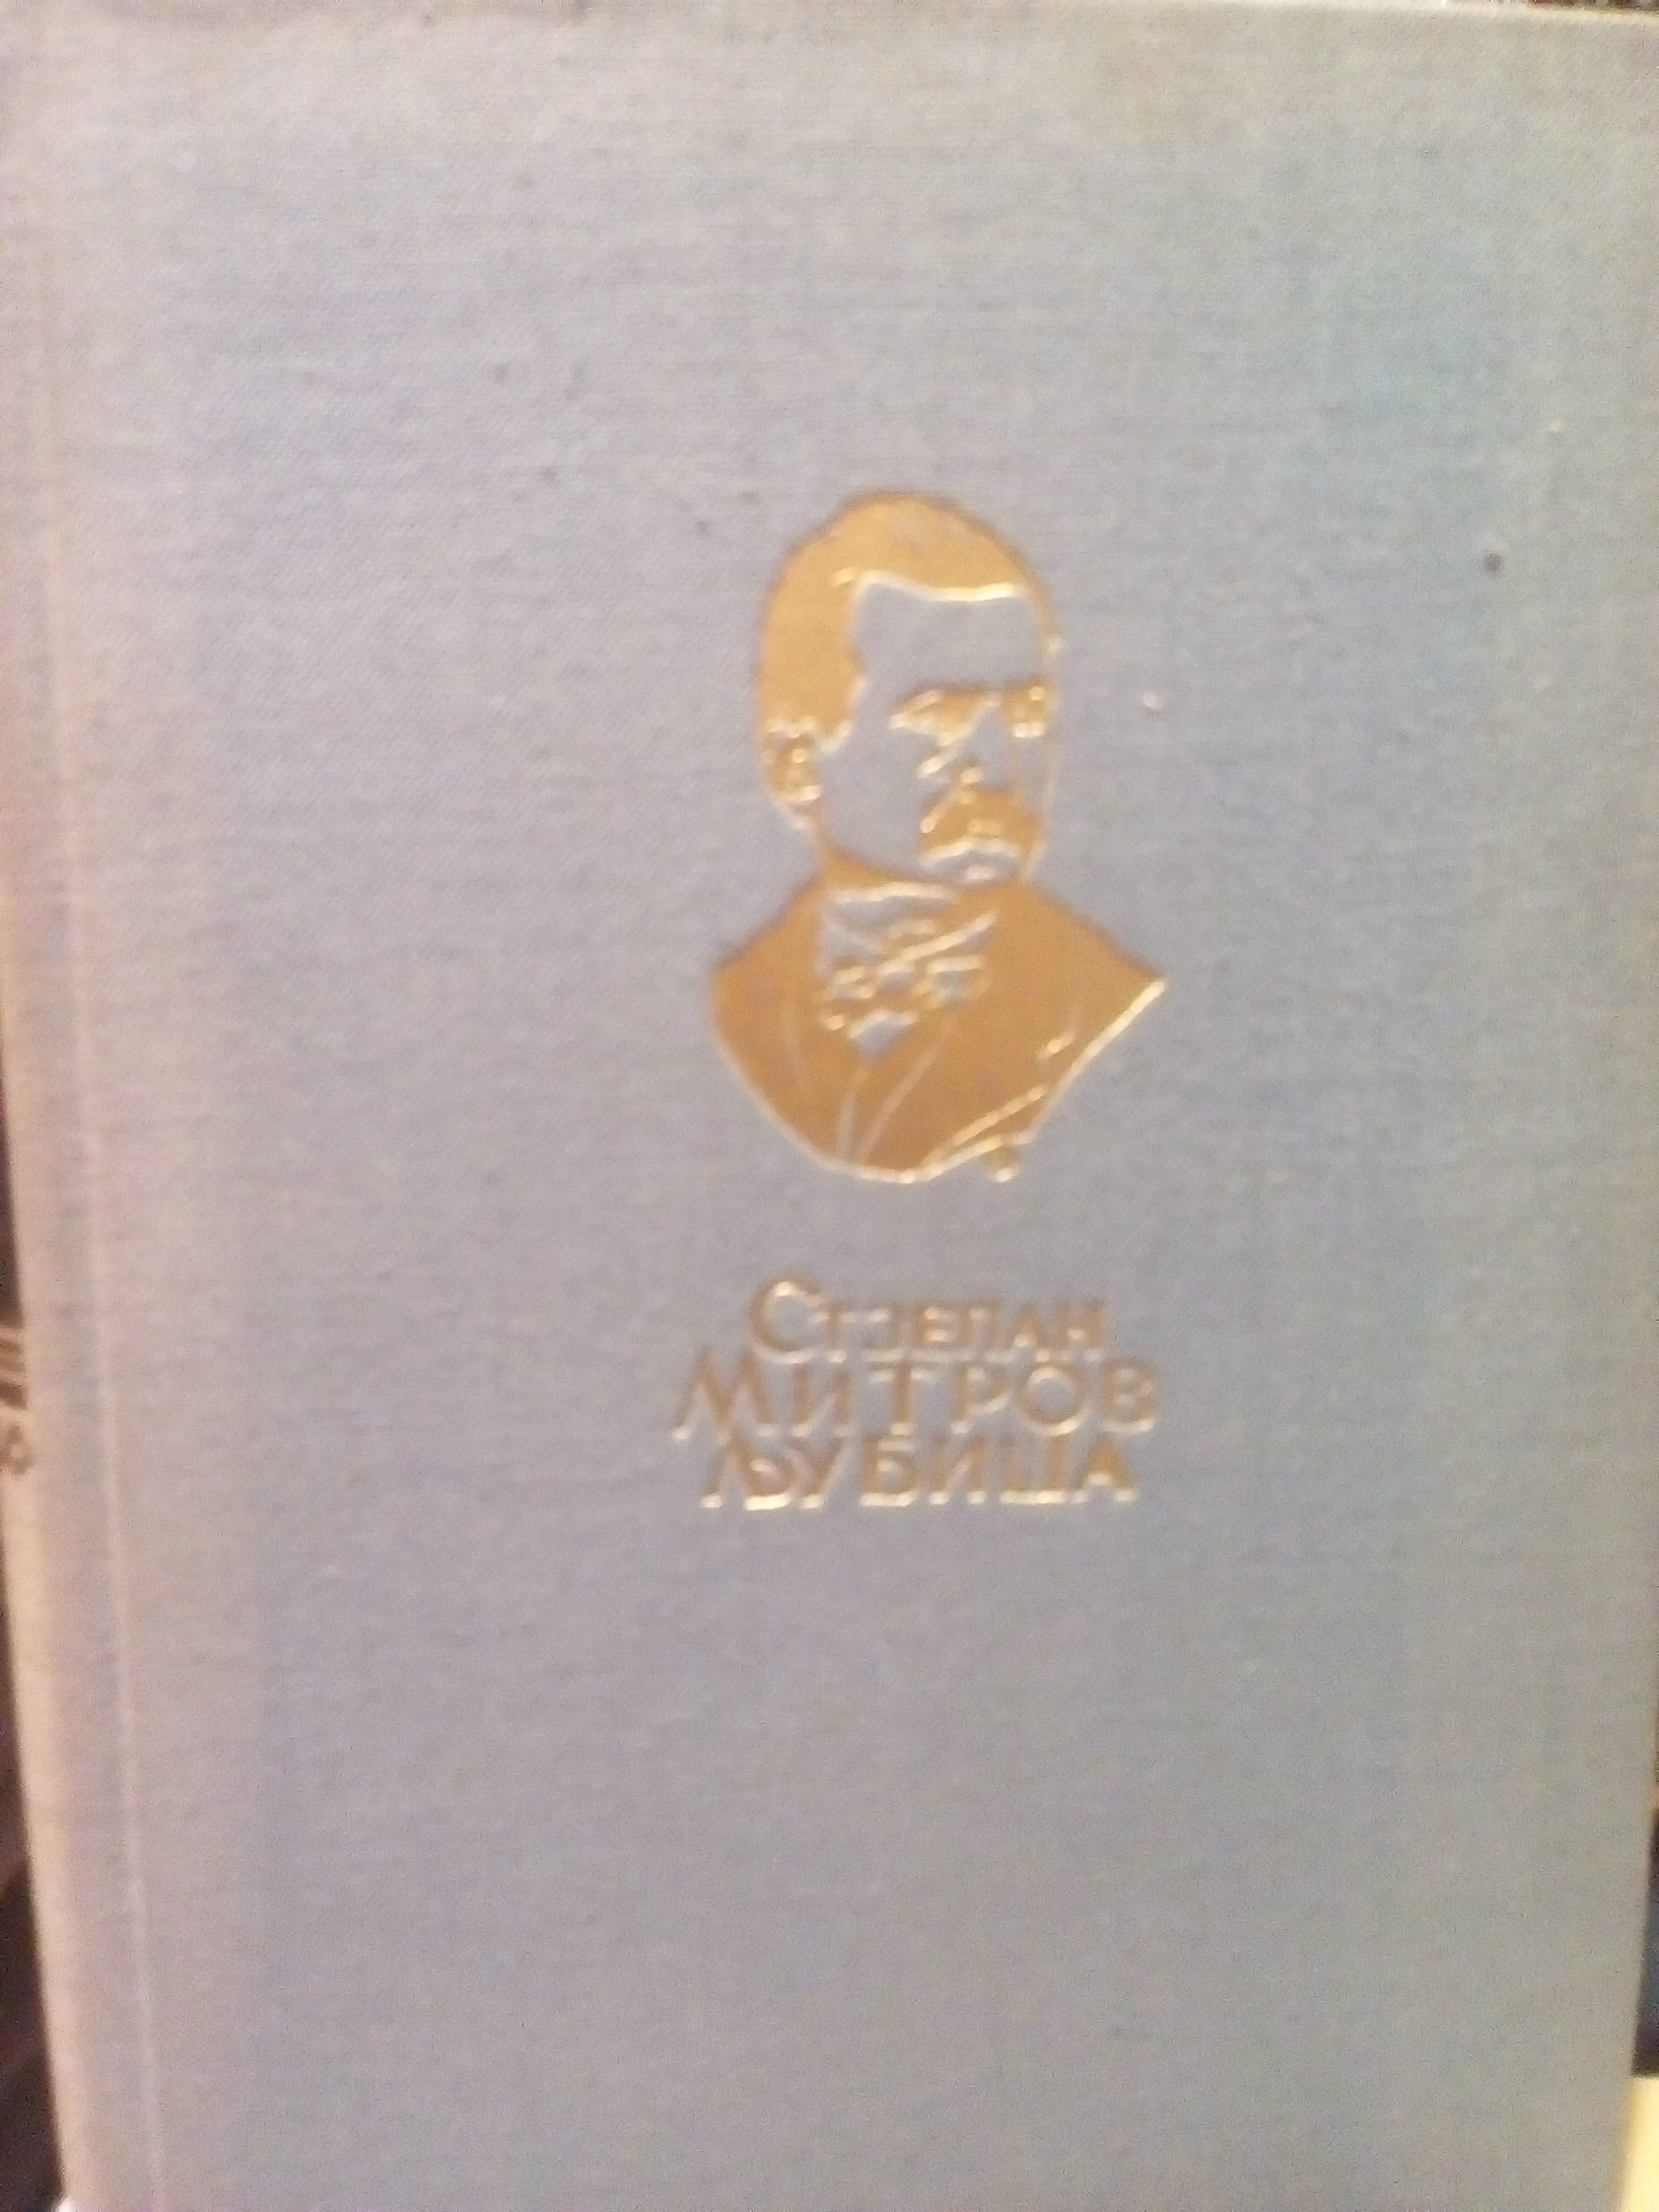 Стјепан
Митров
Љубиша